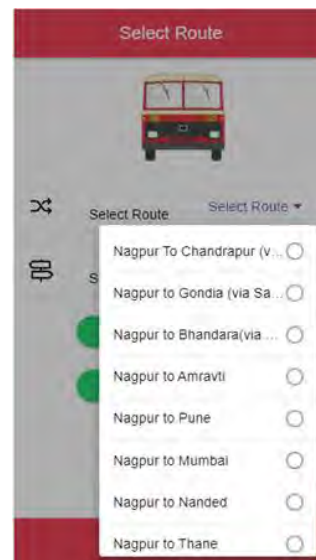 Select Route
Select Route
Select Route
S
Nagpur To Chandrapur (v...
Nagpur to Gondia (via Sa...
Nagpur to Bhandara(via ...
Nagpur to Amravti
Nagpur to Pune
Nagpur to Mumbai
Nagpur to Nanded
Nagpur to Thane